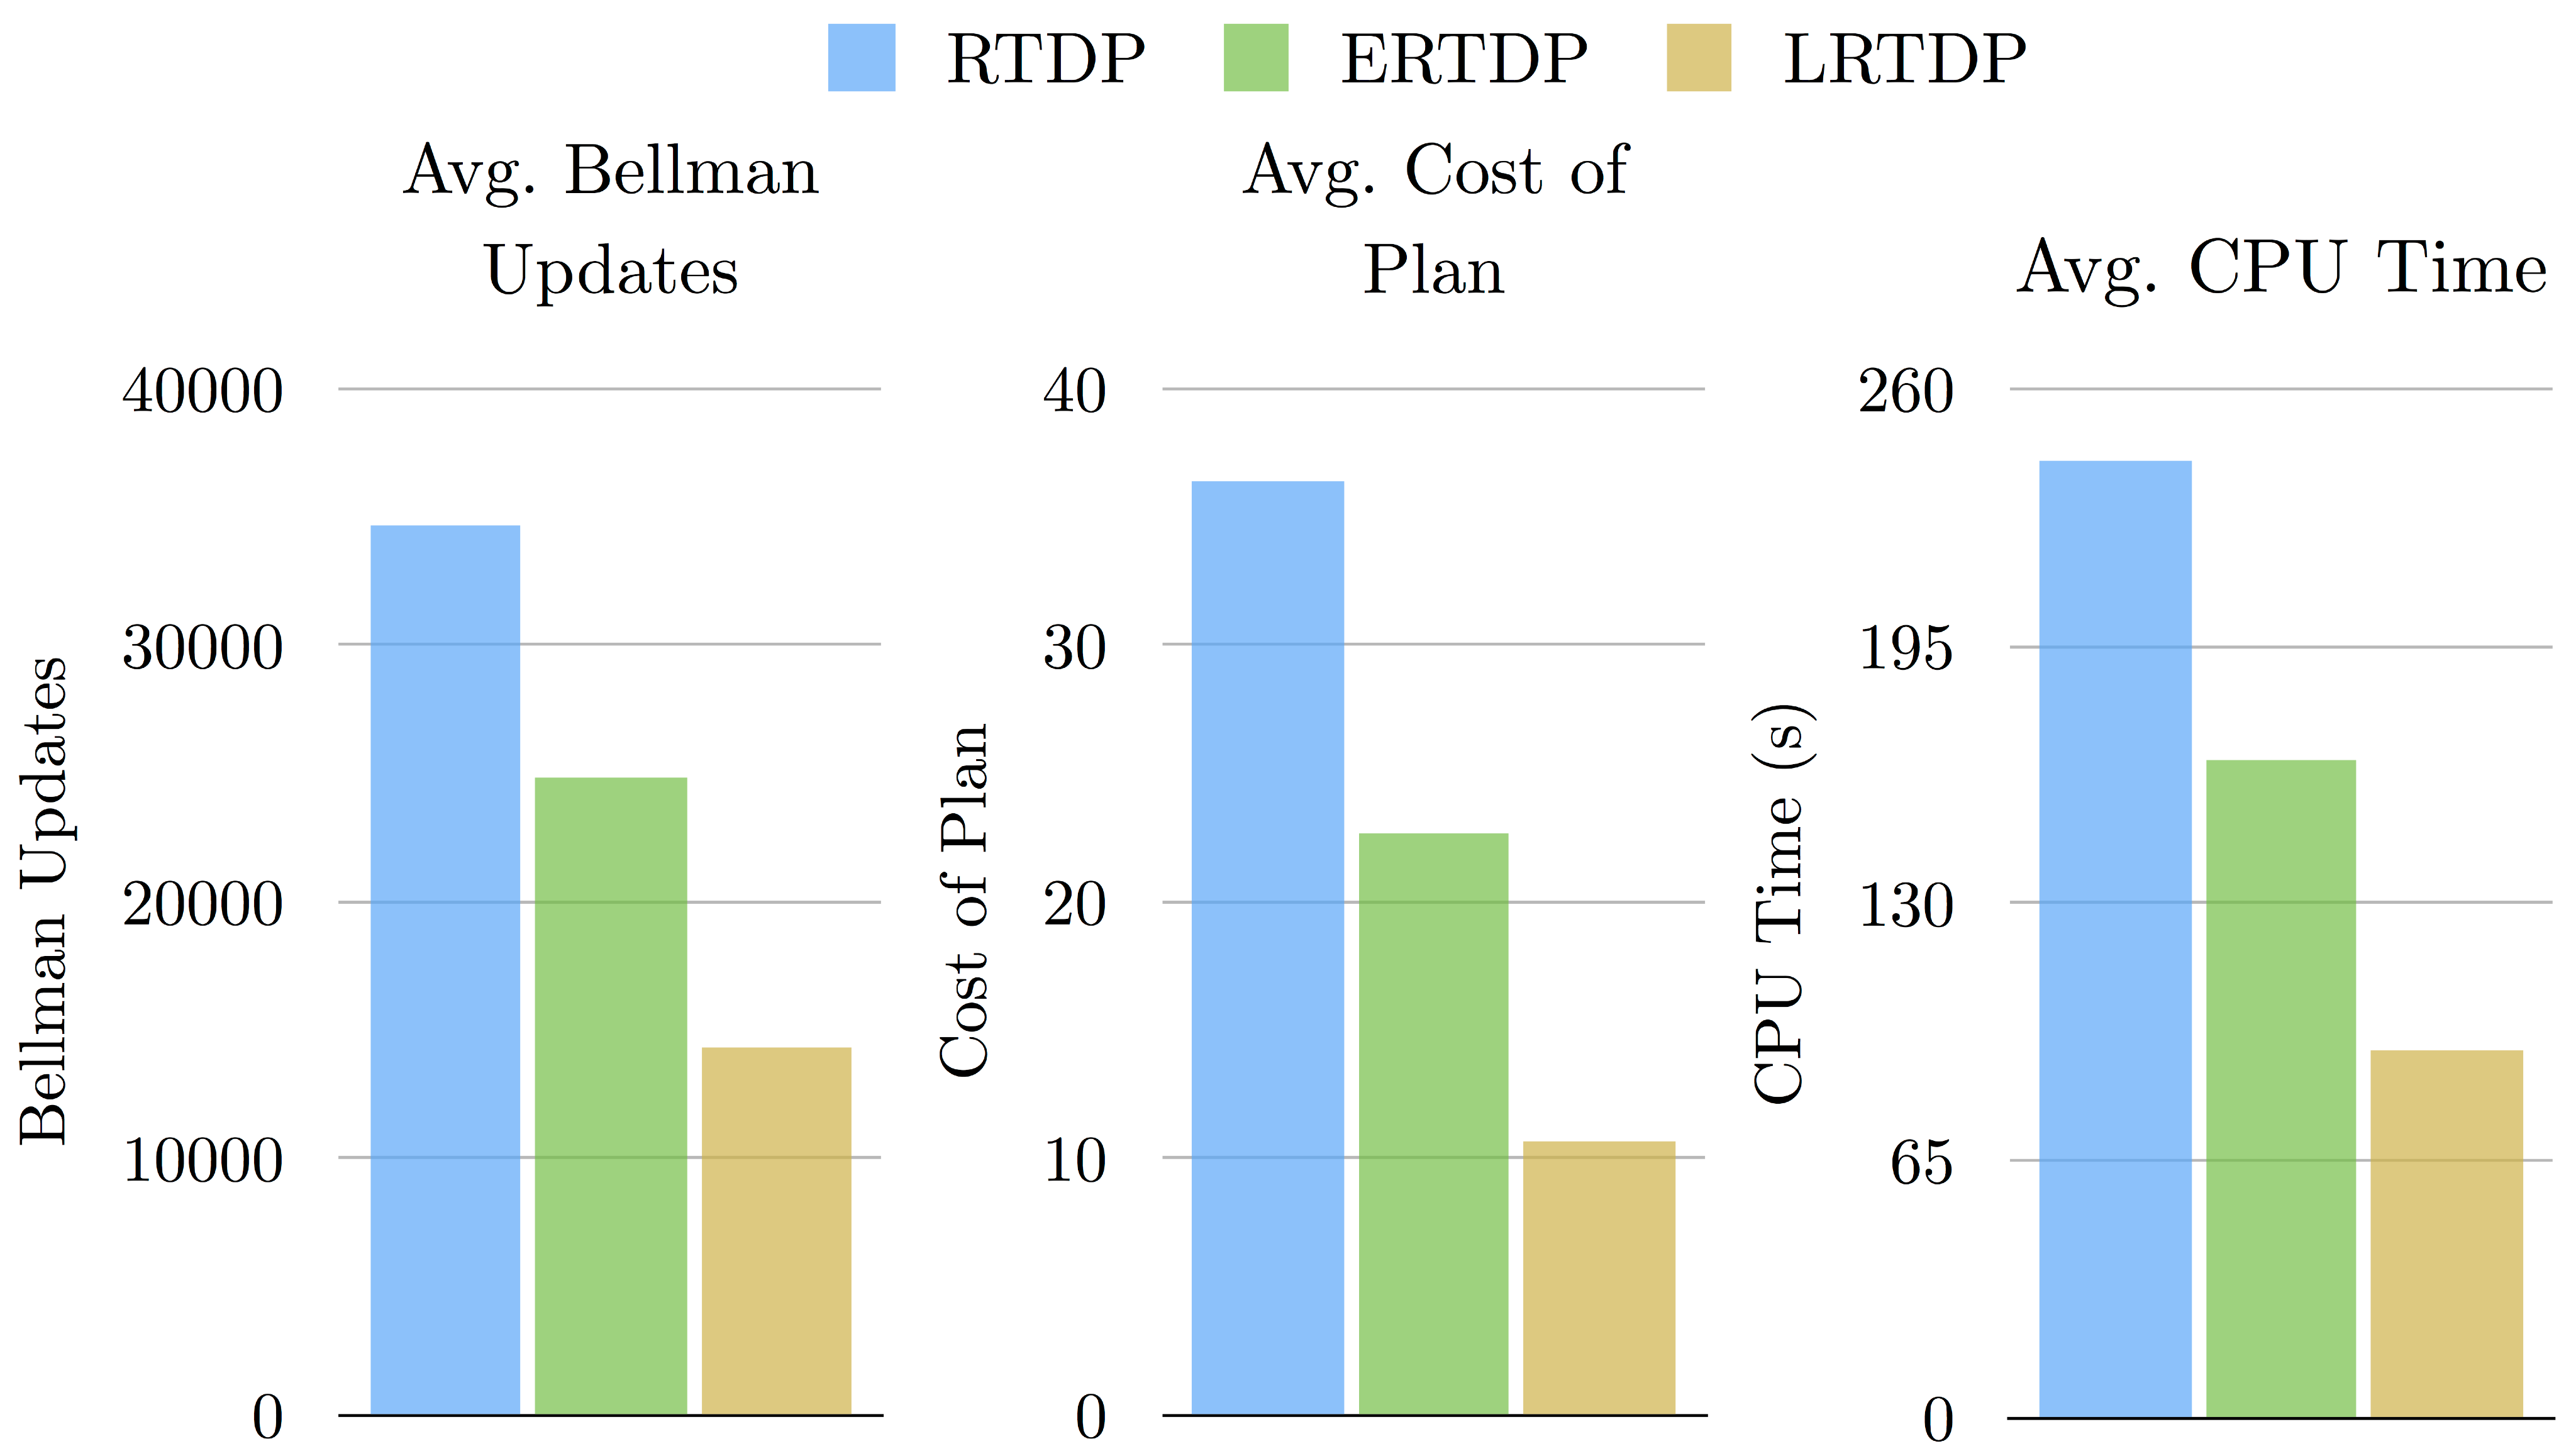 RTDP ERTDP LRTDP
Avg. Bellman
Updates
Bellman Updates
40000
30000
20000
10000
0
Avg. Cost of
Plan
Cost of Plan
40
30
20
10
0
Avg. CPU Time
CPU Time (s)
260
195
130
65
0